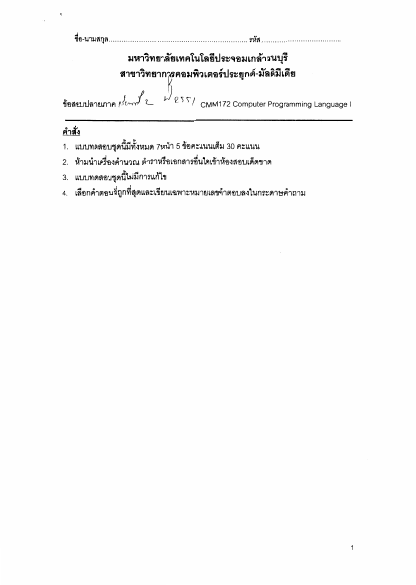 ชื่อ-นามสกุล.......................................................... รหัส..................................
มหาวิทยาลัยเทคโนโลยีประจอมเกล้าวนบุรี
สาขาวิทยาการคอมพิวเตอร์ประยุกต์-มัลติมีเดีย
ข้อสอบปลายภาค CMM172 Computer Programming Language I
คำสั่ง
1. แบบทดสอบชุดนี้มีทั้งหมด 7หน้า 5 ข้อคะแนนเต็ม 30 คะแนน
2. ห้ามนำเครื่องคำนวณ ตำราหรือเอกสารอื่นใดเข้าห้องสอบเด็ดขาด
3. แบบทดสอบชุดนี้ไม่มีการแก้ไข
4. เลือกคำตอบที่ถูกที่สุดและเขียนเฉพาะหมายเลขคำตอบลงในกระดาษคำถาม
1